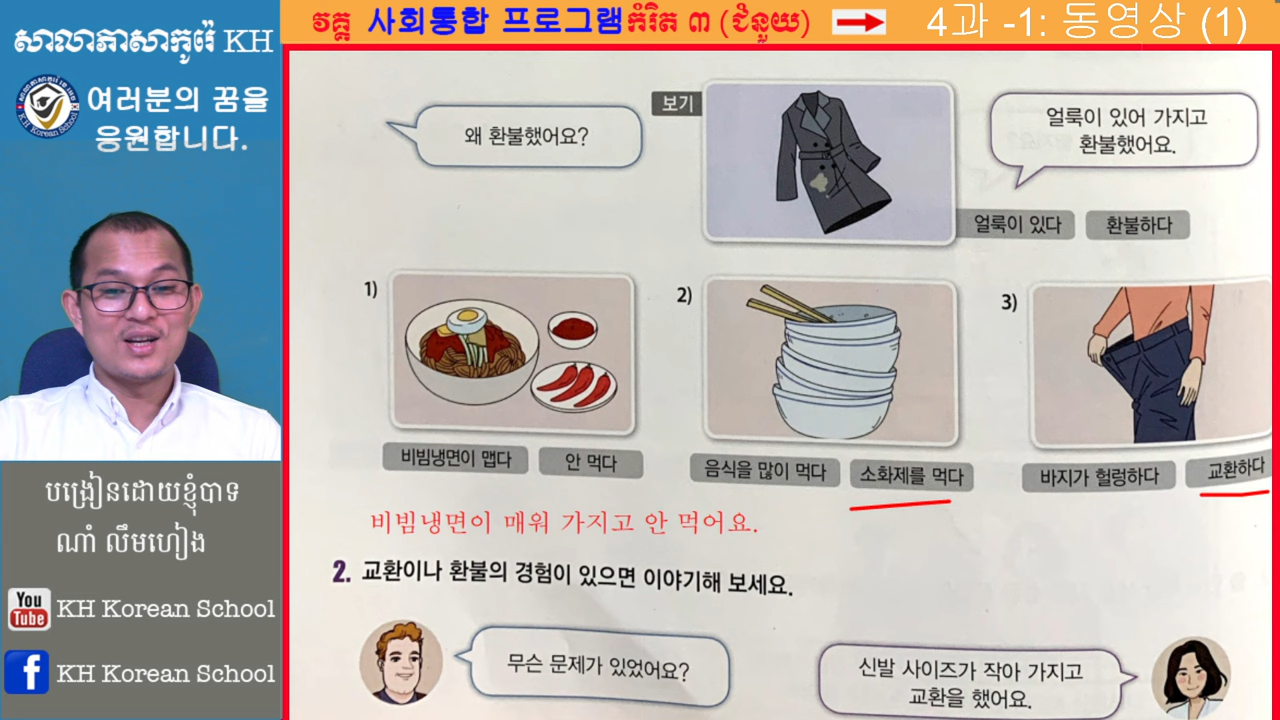 សាលាភាសាកូរ៉េ KH
여러분의 꿈을
응원합니다.
វគ្គ 사회통합 프로그램កំរិត ៣ (ជំនួយ)
4과 -1: 동영상 (1)
왜 환불했어요?
보기
얼룩이 있어 가지고
환불했어요.
얼룩이 있다
환불하다
1)
2)
3)
비빔냉면이 맵다
안 먹다
음식을 많이 먹다
소화제를 먹다
바지가 헐렁하다
교환하다
비빔냉면이 매워 가지고 안 먹어요.
2. 교환이나 환불의 경험이 있으면 이야기해 보세요.
무슨 문제가 있었어요?
신발 사이즈가 작아 가지고
교환을 했어요.
បង្រៀនដោយខ្ញុំបាទ
ណាំ លឹមហៀង
You
Tube
KH Korean School
f
KH Korean School